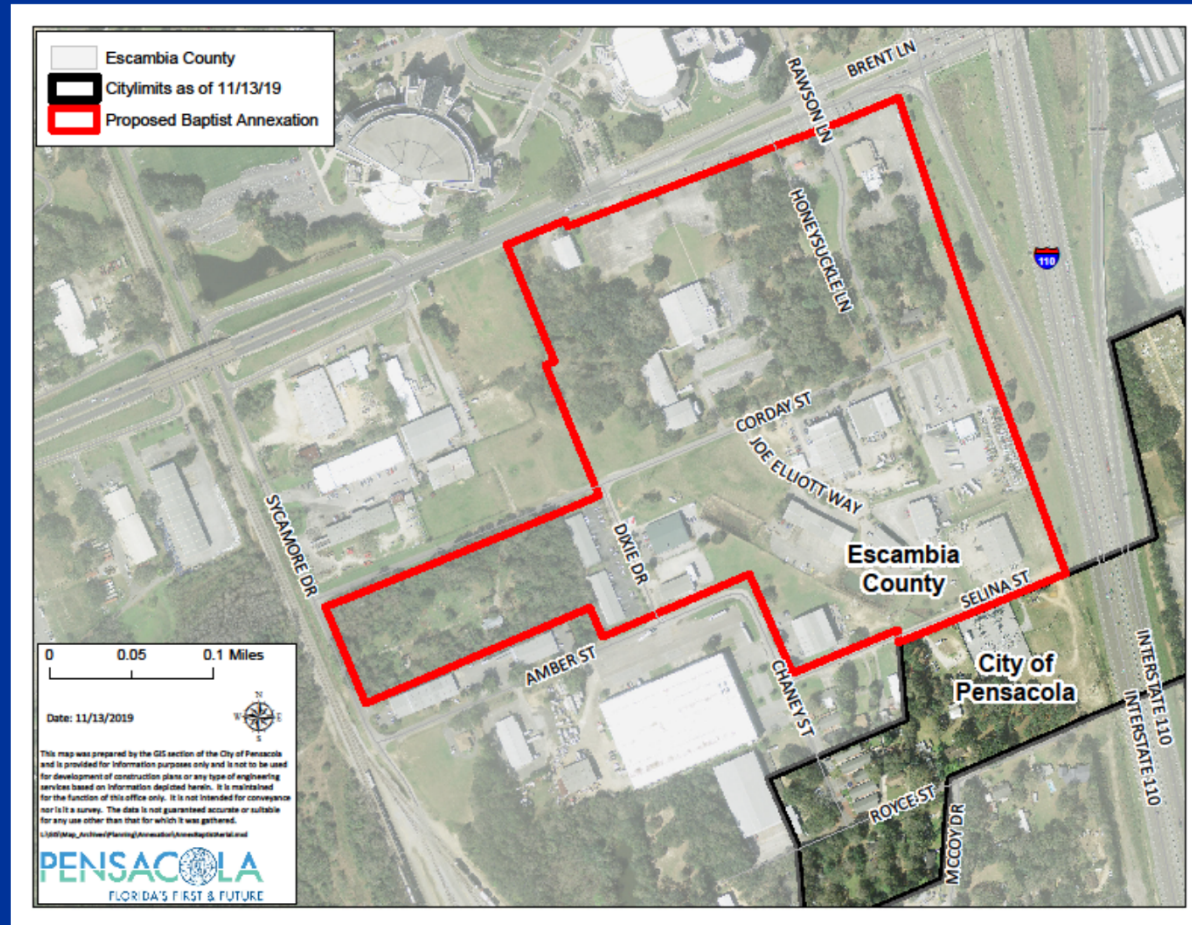 Escambia County
Citylimits as of 11/13/19
Proposed Baptist Annexation
BRENT LN
RAWSON LN
HONEYSUCKLE LN
110
CORDAY ST
JOE ELLIOTT WAY
SYCAMORE DR
DIXIE DR
Escambia
County
SELINA ST
AMBER ST
CHANEY ST
City of
Pensacola
INTERSTATE 110
INTERSTATE 110
ROYCE ST
MCCOY DR
0 0.05 0.1 Miles
N
W E
S
Date: 11/13/2019
This map was prepared by the GIS section of the City of Pensacola
and is provided for information purposes only and is not to be used
for development of construction plans or any type of engineering
services based on information depicted herein. It is maintained
for the function of this office only. It is not intended for conveyance
nor is it a survey. The data is not guaranteed accurate or suitable
for any use other than that for which it was gathered.
PENSACOLA
FLORIDA'S FIRST & FUTURE